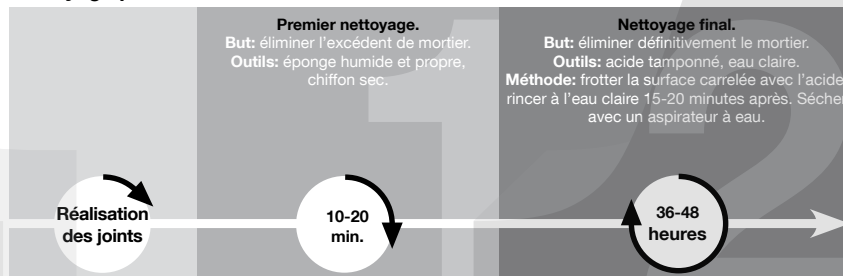 Premier nettoyage.
But: éliminer l'excédent de mortier.
Outils: éponge humide et propre,
chiffon sec.
Nettoyage final.
But: éliminer définitivement le mortier.
Outils: acide tamponné, eau claire.
Méthode: frotter la surface carrelée avec l'acide
rincer à l'eau claire 15-20 minutes après. Sécher
avec un aspirateur à eau.
Réalisation
des joints
10-20
min.
36-48
heures
1
2